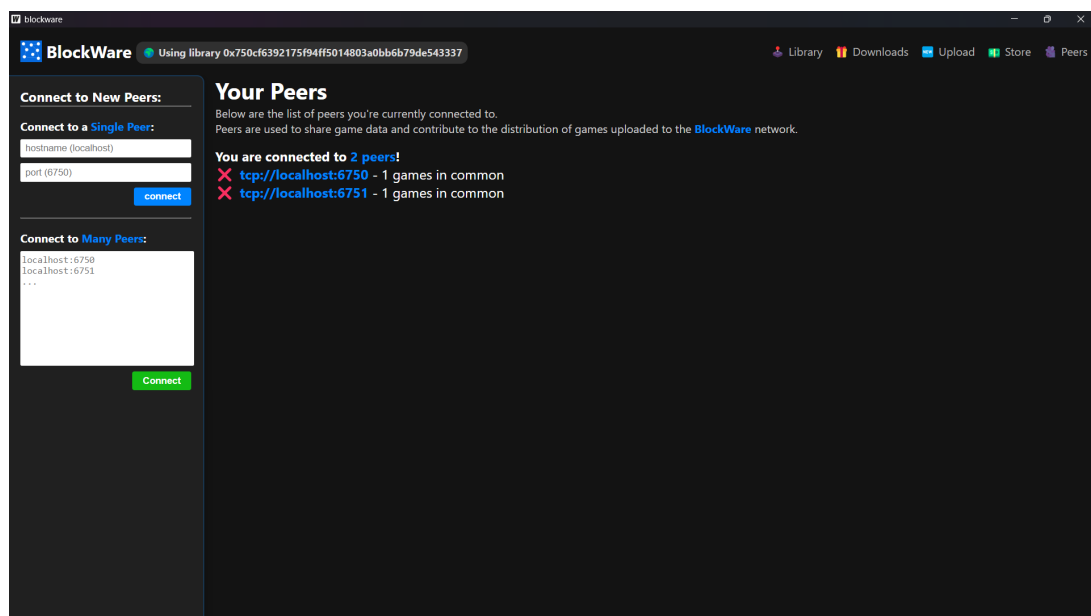 blockware
BlockWare
Using library 0x750cf6392175f94ff5014803a0bb6b79de543337
Library
Downloads
Upload
Store
Peers
Connect to New Peers:
Connect to a Single Peer:
hostname (localhost)
port (6750)
connect
Connect to Many Peers:
localhost:6750
localhost:6751
...
Connect
Your Peers
Below are the list of peers you're currently connected to.
Peers are used to share game data and contribute to the distribution of games uploaded to the BlockWare network.
You are connected to 2 peers!
tcp://localhost:6750 - 1 games in common
tcp://localhost:6751 - 1 games in common